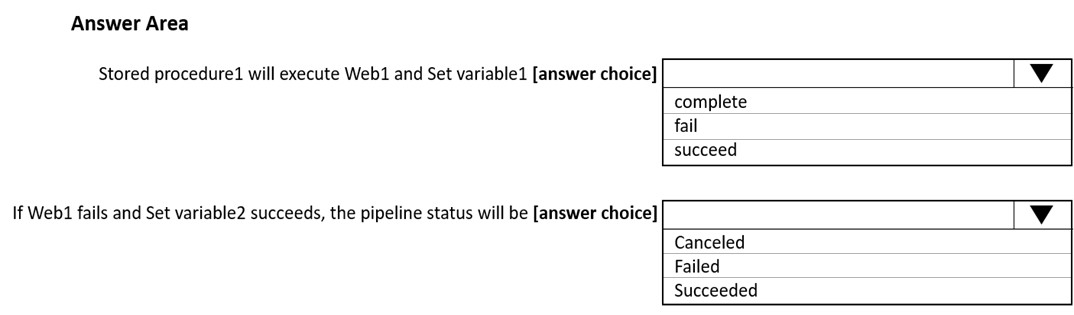 Answer Area
Stored procedure1 will execute Web1 and Set variable1 [answer choice]
complete
fail
succeed
If Web1 fails and Set variable2 succeeds, the pipeline status will be [answer choice]
Canceled
Failed
Succeeded